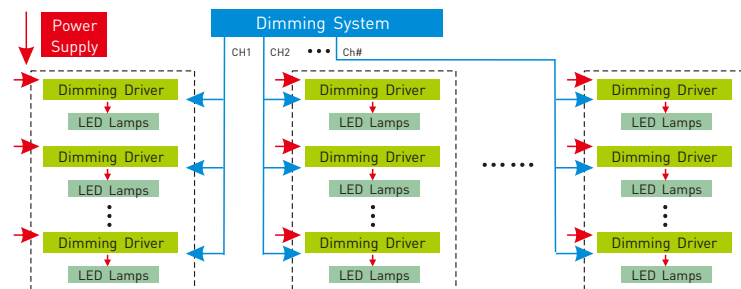 Power
Supply
Dimming System
CH1
CH2
Ch#
Dimming Driver
LED Lamps
Dimming Driver
LED Lamps
Dimming Driver
LED Lamps
Dimming Driver
LED Lamps
Dimming Driver
LED Lamps
Dimming Driver
LED Lamps
Dimming Driver
LED Lamps
Dimming Driver
LED Lamps
Dimming Driver
LED Lamps